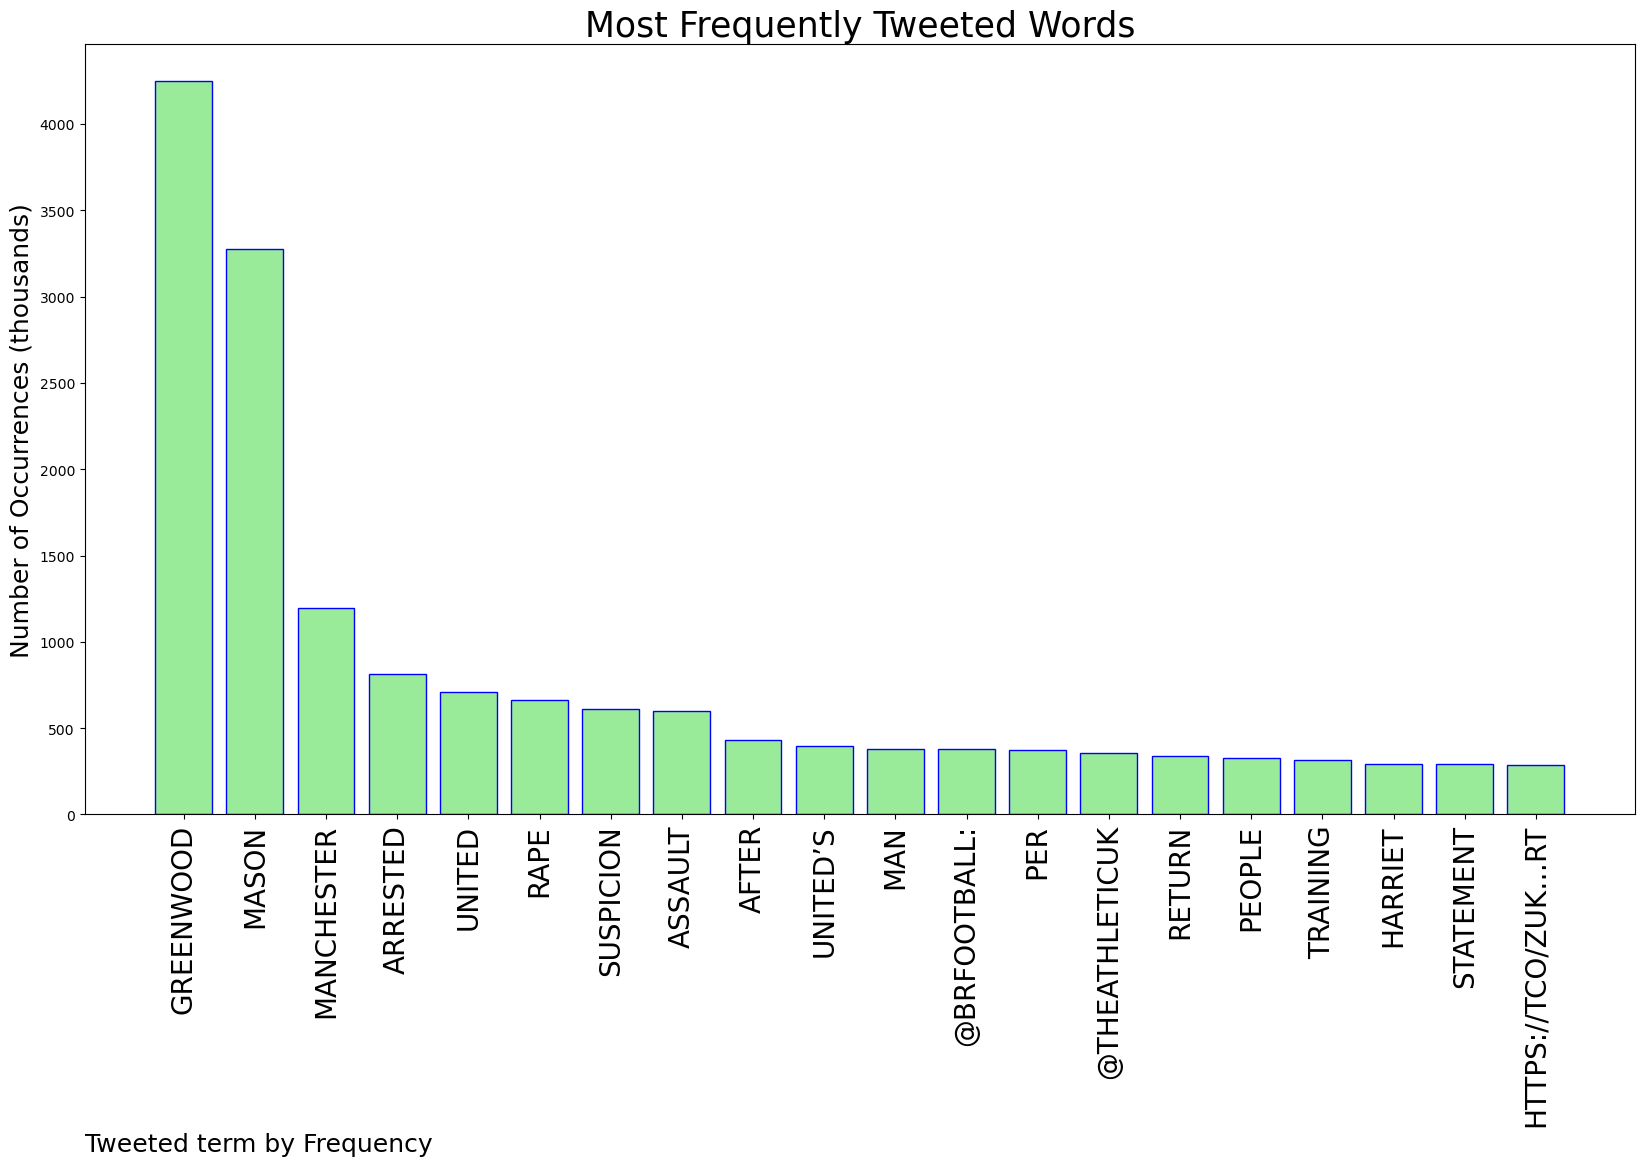 Most Frequently Tweeted Words
Number of Occurrences (thousands)
4000
3500
3000
2500
2000
1500
1000
500
0
GREENWOOD
MASON
MANCHESTER
ARRESTED
UNITED
RAPE
SUSPICION
ASSAULT
AFTER
UNITED’S
MAN
@BRFOOTBALL:
PER
@THEATHLETICUK
RETURN
PEOPLE
TRAINING
HARRIET
STATEMENT
HTTPS://TCO/ZUK…RT
Tweeted term by Frequency